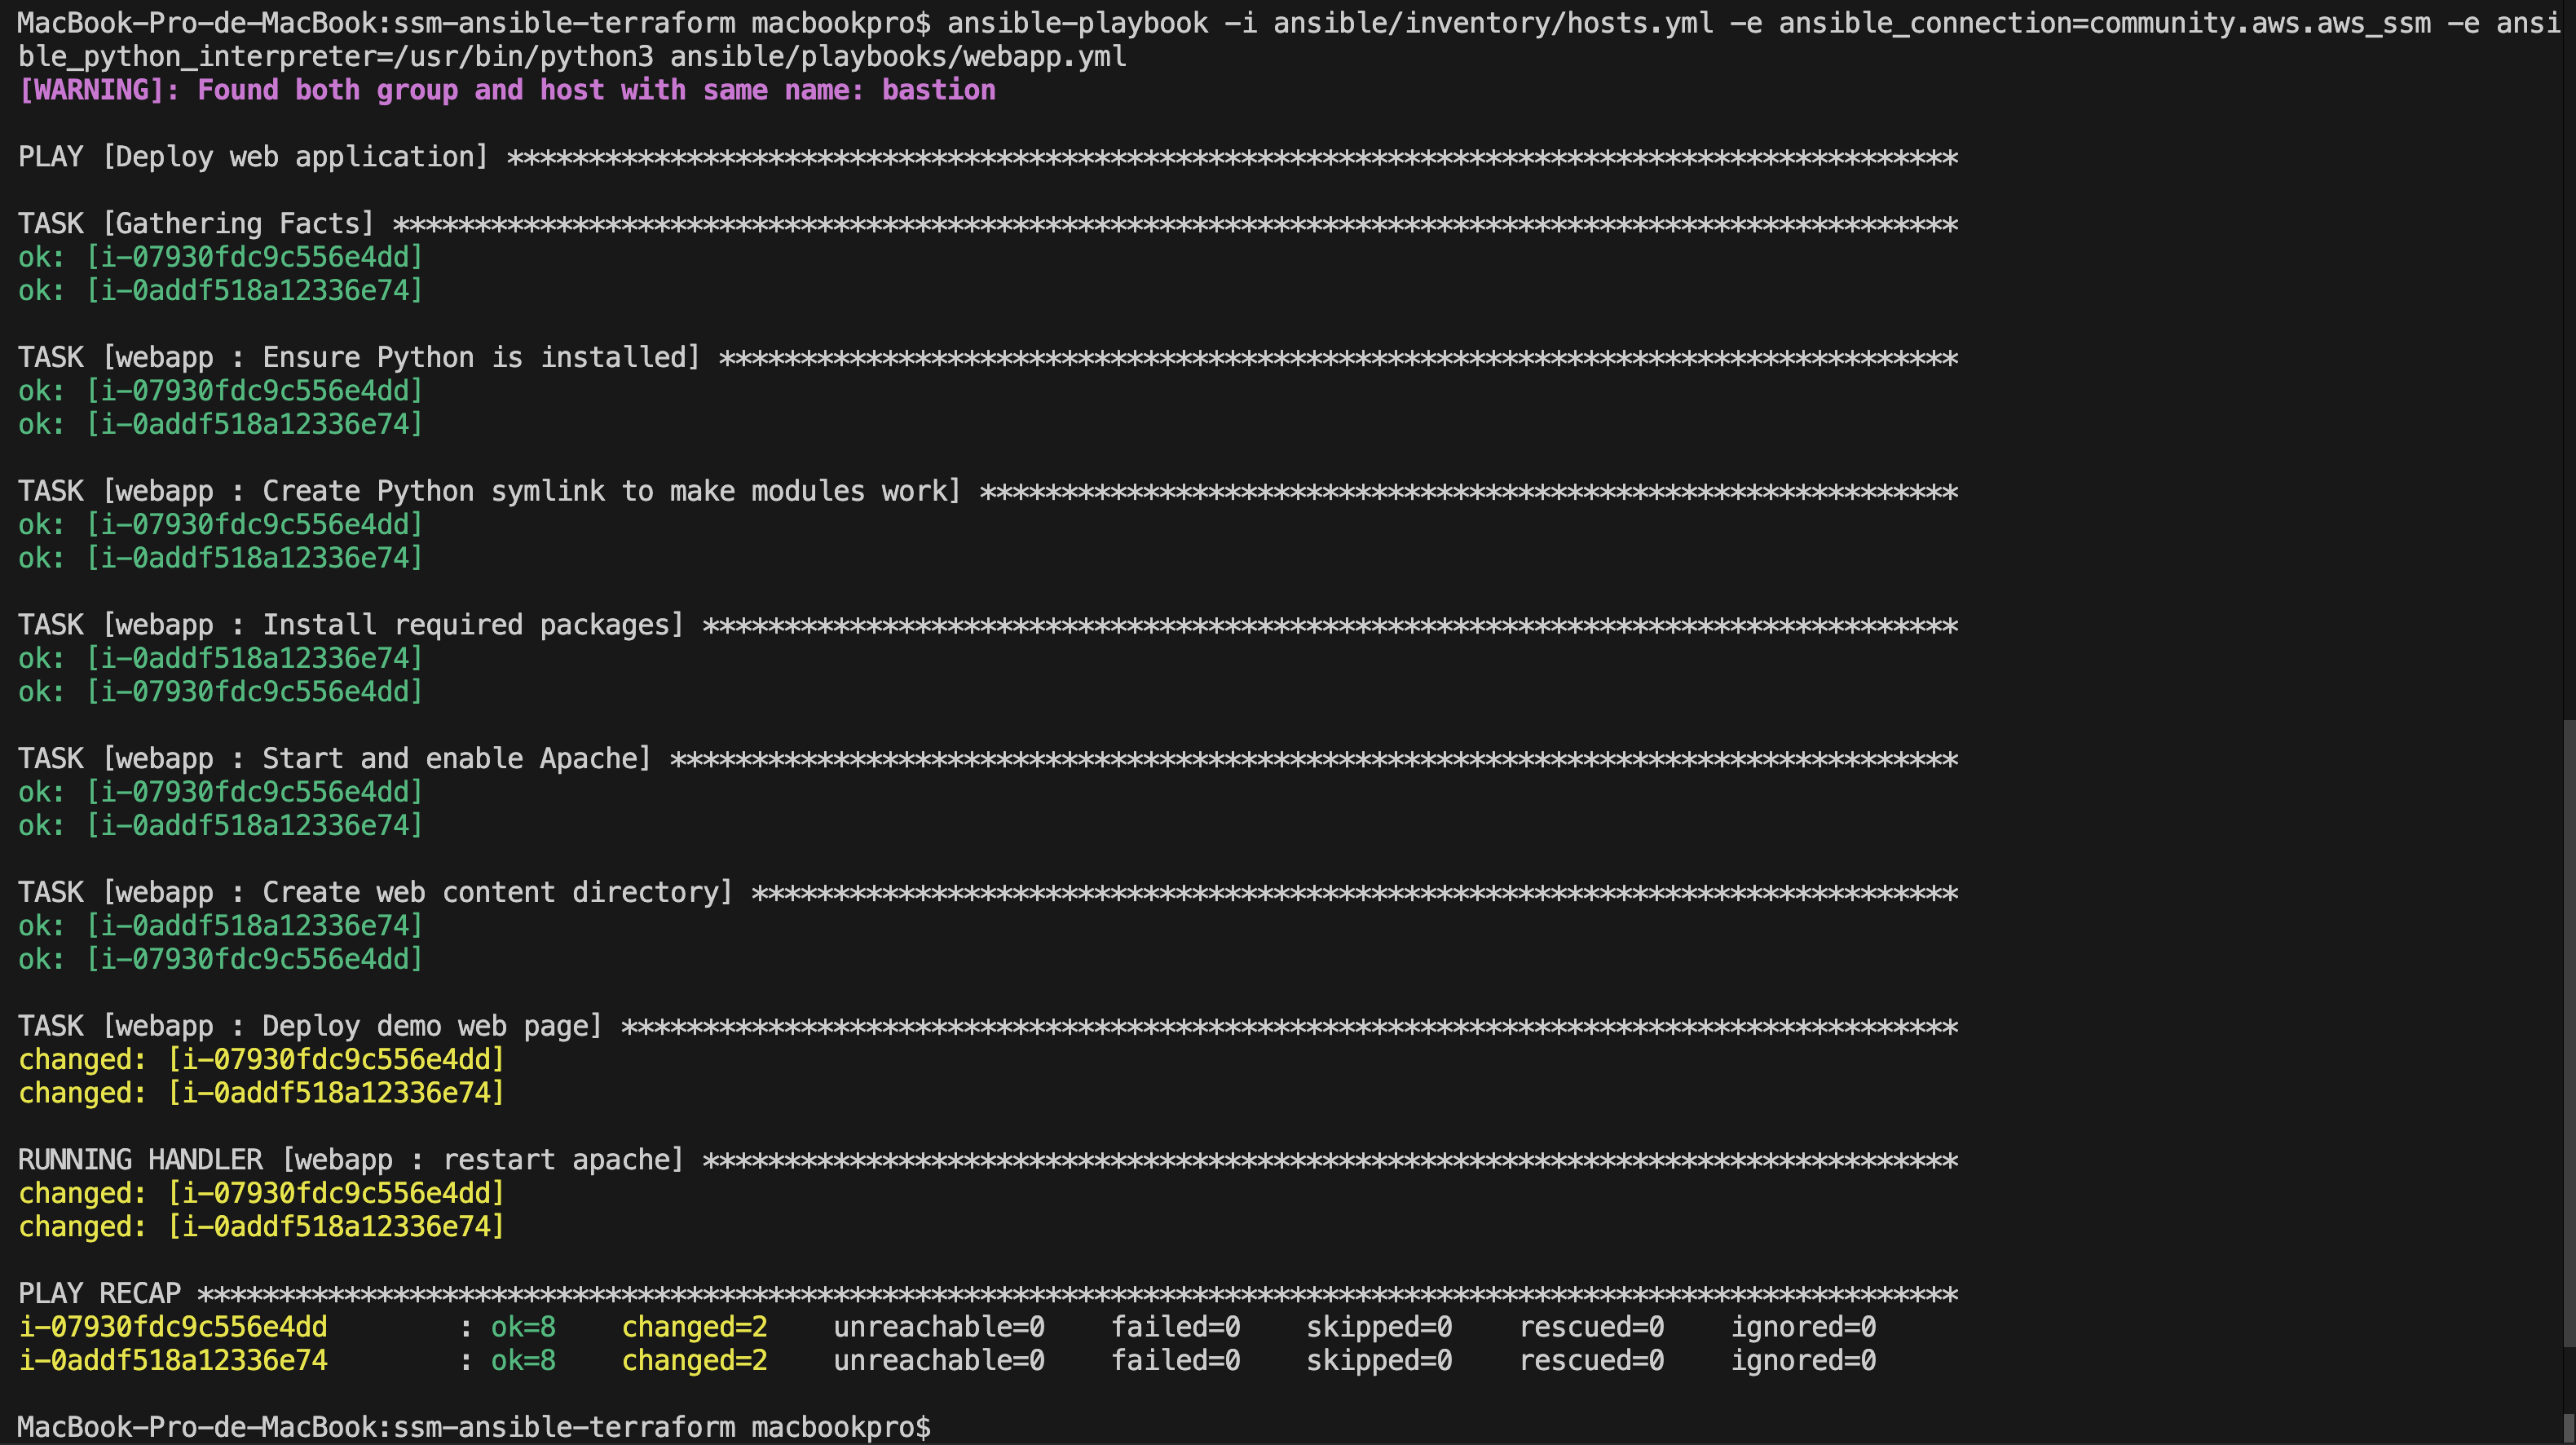 MacBook-Pro-de-MacBook:ssm-ansible-terraform macbookpro$ ansible-playbook -i ansible/inventory/hosts.yml -e ansible_connection=community.aws.aws_ssm -e ansi
ble_python_interpreter=/usr/bin/python3 ansible/playbooks/webapp.yml
[WARNING]: Found both group and host with same name: bastion
PLAY [Deploy web application] *****************************************************************************************
TASK [Gathering Facts] ************************************************************************************************
ok: [i-07930fdc9c556e4dd]
ok: [i-0addf518a12336e74]
TASK [webapp : Ensure Python is installed] ****************************************************************************
ok: [i-07930fdc9c556e4dd]
ok: [i-0addf518a12336e74]
TASK [webapp : Create Python symlink to make modules work] ************************************************************
ok: [i-07930fdc9c556e4dd]
ok: [i-0addf518a12336e74]
TASK [webapp : Install required packages] *****************************************************************************
ok: [i-0addf518a12336e74]
ok: [i-07930fdc9c556e4dd]
TASK [webapp : Start and enable Apache] *******************************************************************************
ok: [i-07930fdc9c556e4dd]
ok: [i-0addf518a12336e74]
TASK [webapp : Create web content directory] **************************************************************************
ok: [i-0addf518a12336e74]
ok: [i-07930fdc9c556e4dd]
TASK [webapp : Deploy demo web page] **********************************************************************************
changed: [i-07930fdc9c556e4dd]
changed: [i-0addf518a12336e74]
RUNNING HANDLER [webapp : restart apache] *****************************************************************************
changed: [i-07930fdc9c556e4dd]
changed: [i-0addf518a12336e74]
PLAY RECAP ************************************************************************************************************
i-07930fdc9c556e4dd        : ok=8    changed=2    unreachable=0    failed=0    skipped=0    rescued=0    ignored=0
i-0addf518a12336e74        : ok=8    changed=2    unreachable=0    failed=0    skipped=0    rescued=0    ignored=0
MacBook-Pro-de-MacBook:ssm-ansible-terraform macbookpro$